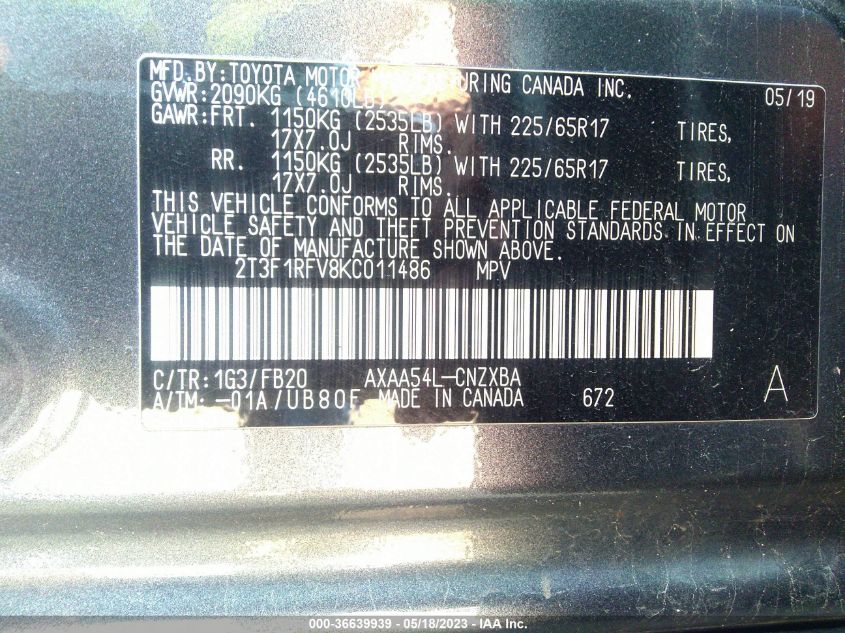 MFD.BY:TOYOTA MOTOR MANUFACTURING CANADA INC. 05/19
GVWR:2090KG (4610LB)
GAWR:FRT. 1150KG (2535LB) WITH 225/65R17 TIRES,
17X7.0J RIMS.
RR. 1150KG (2535LB) WITH 225/65R17 TIRES,
17X7.0J RIMS.
THIS VEHICLE CONFORMS TO ALL APPLICABLE FEDERAL MOTOR
VEHICLE SAFETY AND THEFT PREVENTION STANDARDS IN EFFECT ON
THE DATE OF MANUFACTURE SHOWN ABOVE.
2T3F1RFV8KC011486 MPV
C/TR:1G3/FB20 AXAA54L-CNZXBA
A/TM:-01A/UB80F MADE IN CANADA 672 A
000-36639939 - 05/18/2023 - IAA Inc.